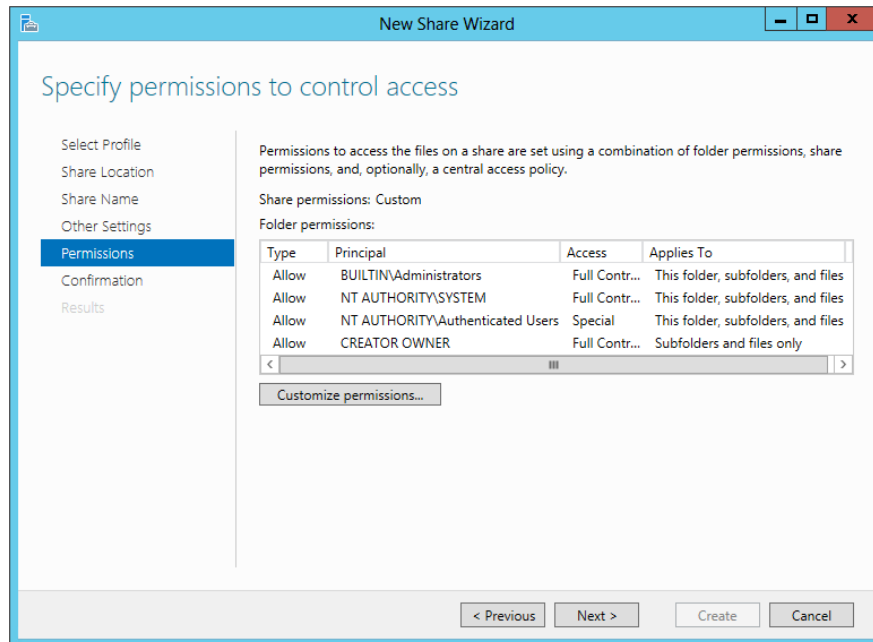 New Share Wizard
Specify permissions to control access
Select Profile
Share Location
Share Name
Other Settings
Permissions
Confirmation
Results
Permissions to access the files on a share are set using a combination of folder permissions, share
permissions, and, optionally, a central access policy.
Share permissions: Custom
Folder permissions:
Type Principal Access Applies To
Allow BUILTIN\Administrators Full Contr... This folder, subfolders, and files
Allow NT AUTHORITY\SYSTEM Full Contr... This folder, subfolders, and files
Allow NT AUTHORITY\Authenticated Users Special This folder, subfolders, and files
Allow CREATOR OWNER Full Contr... Subfolders and files only
Customize permissions...
< Previous Next > Create Cancel